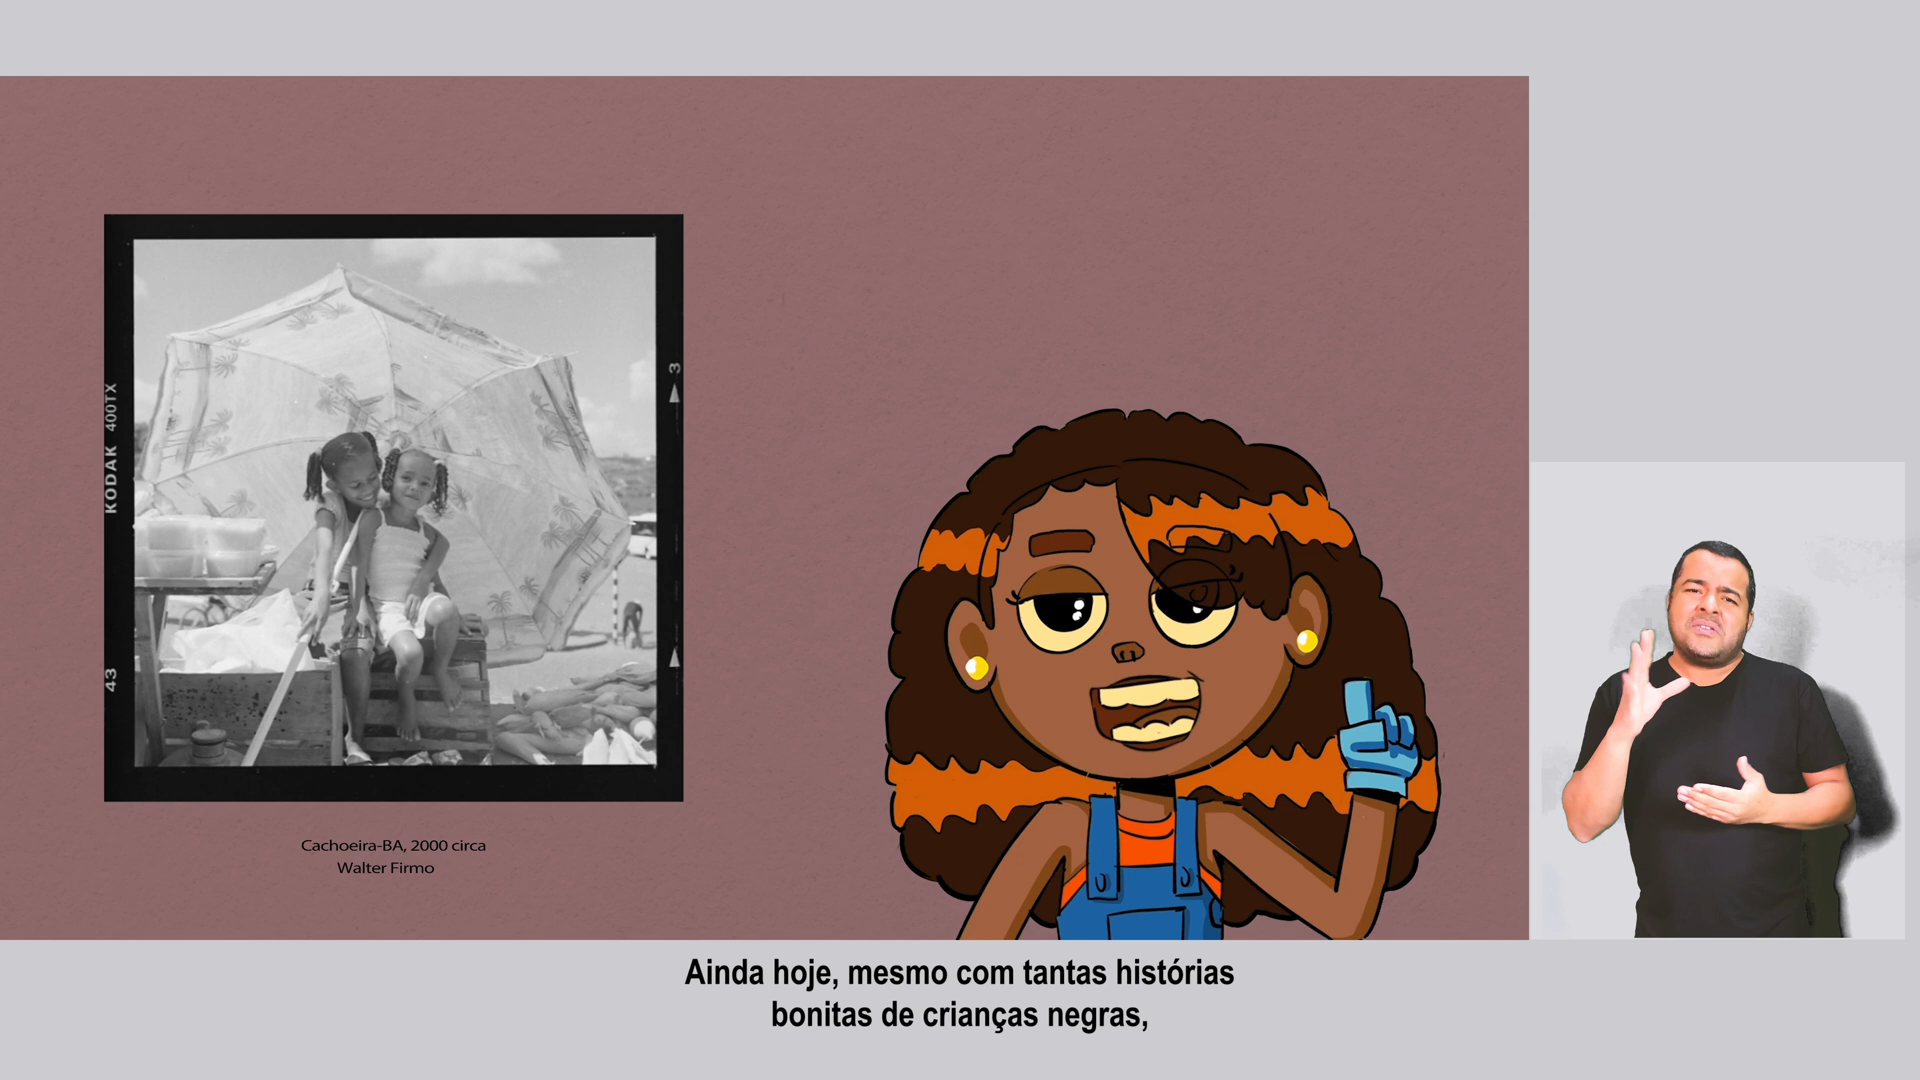 KODAK 400TX
3
43
Cachoeira-BA, 2000 circa
Walter Firmo
Ainda hoje, mesmo com tantas histórias
bonitas de crianças negras,